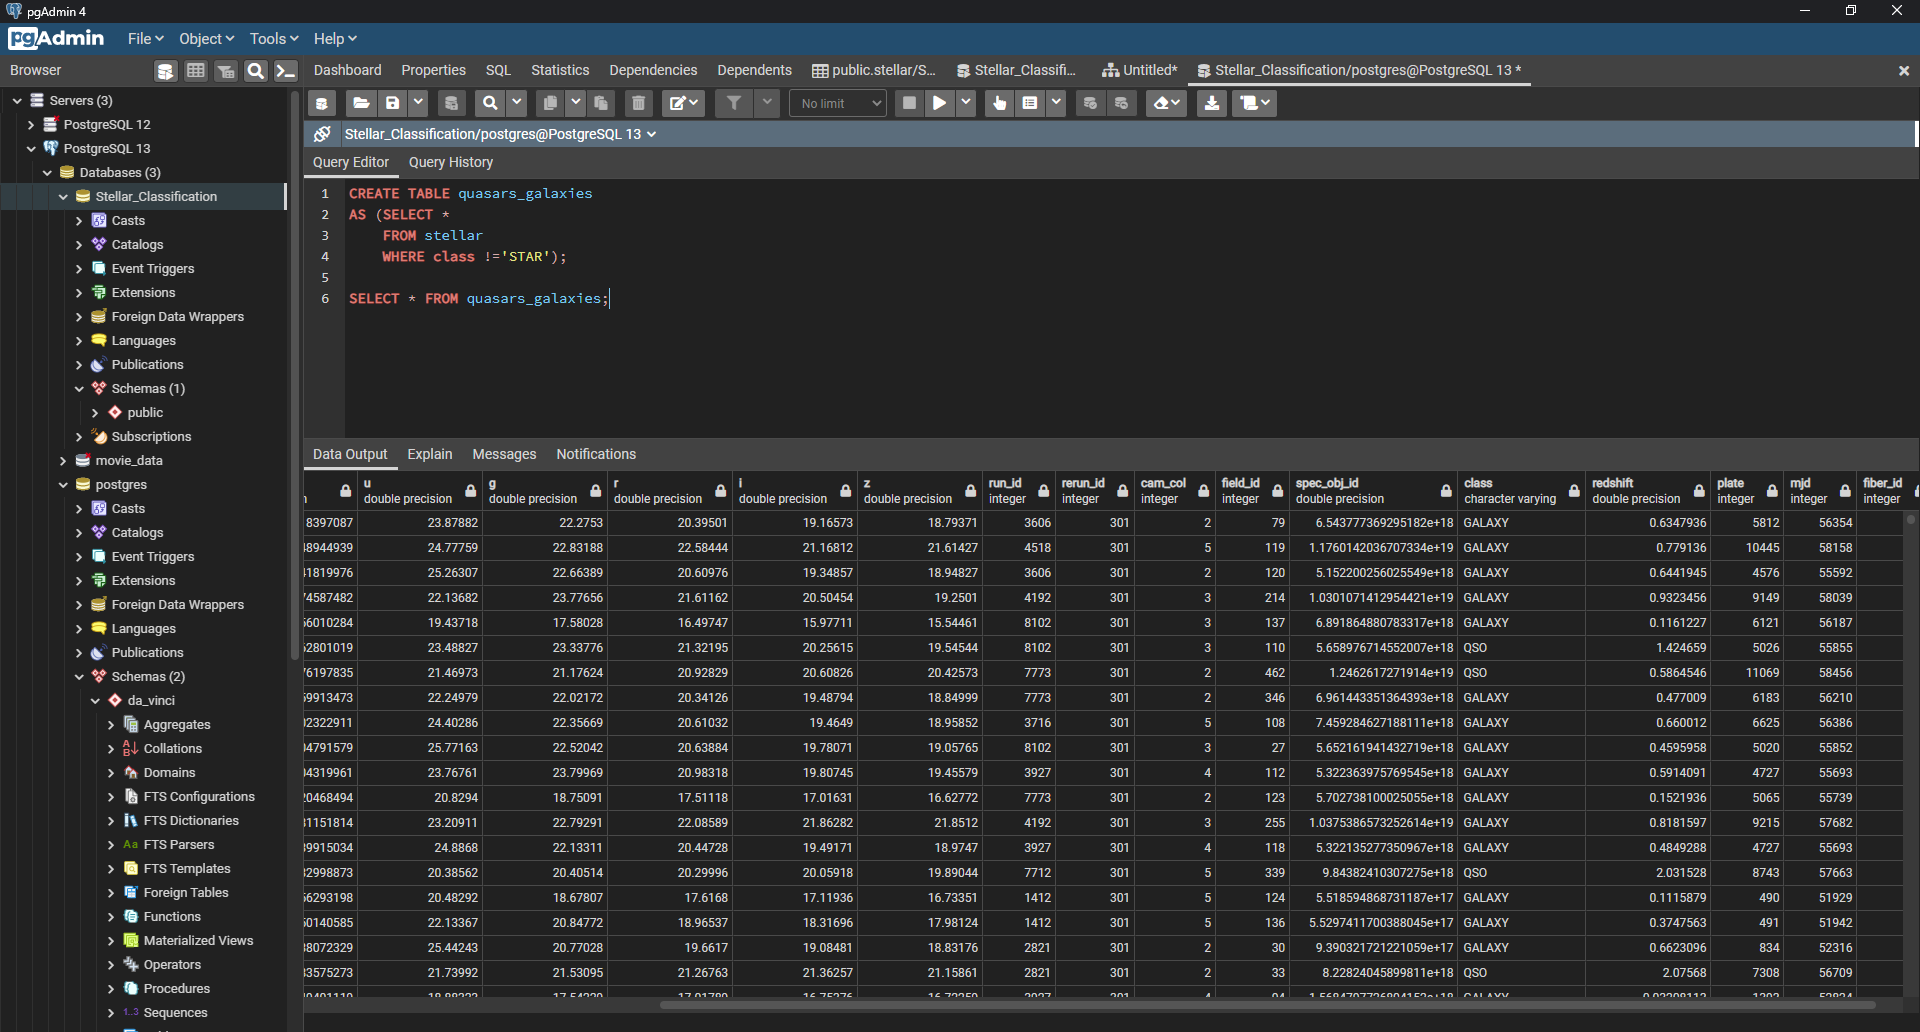 pgAdmin 4
pgAdmin File Object Tools Help
Browser
Dashboard Properties SQL Statistics Dependencies Dependents public.stellar/S... Stellar_Classifi... Untitled* Stellar_Classification/postgres@PostgreSQL 13 *
No limit
Stellar_Classification/postgres@PostgreSQL 13
Query Editor Query History
1 CREATE TABLE quasars_galaxies
2 AS (SELECT *
3 FROM stellar
4 WHERE class !='STAR');
5
6 SELECT * FROM quasars_galaxies;
Servers (3)
PostgreSQL 12
PostgreSQL 13
Databases (3)
Stellar_Classification
Casts
Catalogs
Event Triggers
Extensions
Foreign Data Wrappers
Languages
Publications
Schemas (1)
public
Subscriptions
movie_data
postgres
Casts
Catalogs
Event Triggers
Extensions
Foreign Data Wrappers
Languages
Publications
Schemas (2)
da_vinci
Aggregates
Collations
Domains
FTS Configurations
FTS Dictionaries
Aa FTS Parsers
FTS Templates
Foreign Tables
Functions
Materialized Views
Operators
Procedures
1..3 Sequences
Data Output Explain Messages Notifications
u g r i z run_id rerun_id cam_col field_id spec_obj_id class redshift plate mjd fiber_id
double precision double precision double precision double precision double precision integer integer integer integer double precision character varying double precision integer integer integer
8397087 23.87882 22.2753 20.39501 19.16573 18.79371 3606 301 2 79 6.543777369295182e+18 GALAXY 0.6347936 5812 56354
8944939 24.77759 22.83188 22.58444 21.16812 21.61427 4518 301 5 119 1.1760142036707334e+19 GALAXY 0.779136 10445 58158
1819976 25.26307 22.66389 20.60976 19.34857 18.94827 3606 301 2 120 5.152200256025549e+18 GALAXY 0.6441945 4576 55592
4587482 22.13682 23.77656 21.61162 20.50454 19.2501 4192 301 3 214 1.0301071412954421e+19 GALAXY 0.9323456 9149 58039
6010284 19.43718 17.58028 16.49747 15.97711 15.54461 8102 301 3 137 6.891864880783317e+18 GALAXY 0.1161227 6121 56187
2801019 23.48827 23.33776 21.32195 20.25615 19.54544 8102 301 3 110 5.658976714552007e+18 QSO 1.424659 5026 55855
6197835 21.46973 21.17624 20.92829 20.60826 20.42573 7773 301 2 462 1.24626172719​14e+19 QSO 0.5864546 11069 58456
9913473 22.24979 22.02172 20.34126 19.48794 18.84999 7773 301 2 346 6.961443351364393e+18 GALAXY 0.477009 6183 56210
2322911 24.40286 22.35669 20.61032 19.4649 18.95852 3716 301 5 108 7.459284627188111e+18 GALAXY 0.660012 6625 56386
4791579 25.77163 22.52042 20.63884 19.78071 19.05765 8102 301 3 27 5.652161941432719e+18 GALAXY 0.4595958 5020 55852
4319961 23.76761 23.79969 20.98318 19.80745 19.45579 3927 301 4 112 5.322363975769545e+18 GALAXY 0.5914091 4727 55693
0468494 20.8294 18.75091 17.51118 17.01631 16.62772 7773 301 2 123 5.702738100025055e+18 GALAXY 0.1521936 5065 55739
1151814 23.20911 22.79291 22.08589 21.86282 21.8512 4192 301 3 255 1.0375386573252614e+19 GALAXY 0.8181597 9215 57682
9915034 24.8868 22.13311 20.44728 19.49171 18.9747 3927 301 4 118 5.322135277350967e+18 GALAXY 0.4849288 4727 55693
2998873 20.38562 20.40514 20.29996 20.05918 19.89044 7712 301 5 339 9.84382410307275e+18 QSO 2.031528 8743 57663
6293198 20.48292 18.67807 17.6168 17.11936 16.73351 1412 301 5 124 5.518594868731187e+17 GALAXY 0.1115879 490 51929
0140585 22.13367 20.84772 18.96537 18.31696 17.98124 1412 301 5 136 5.5297411700388045e+17 GALAXY 0.3747563 491 51942
8072329 25.44243 20.77028 19.6617 19.08481 18.83176 2821 301 2 30 9.390321721221059e+17 GALAXY 0.6623096 834 52316
3575273 21.73992 21.53095 21.26763 21.36257 21.15861 2821 301 2 33 8.22824045899811e+18 QSO 2.07568 7308 56709